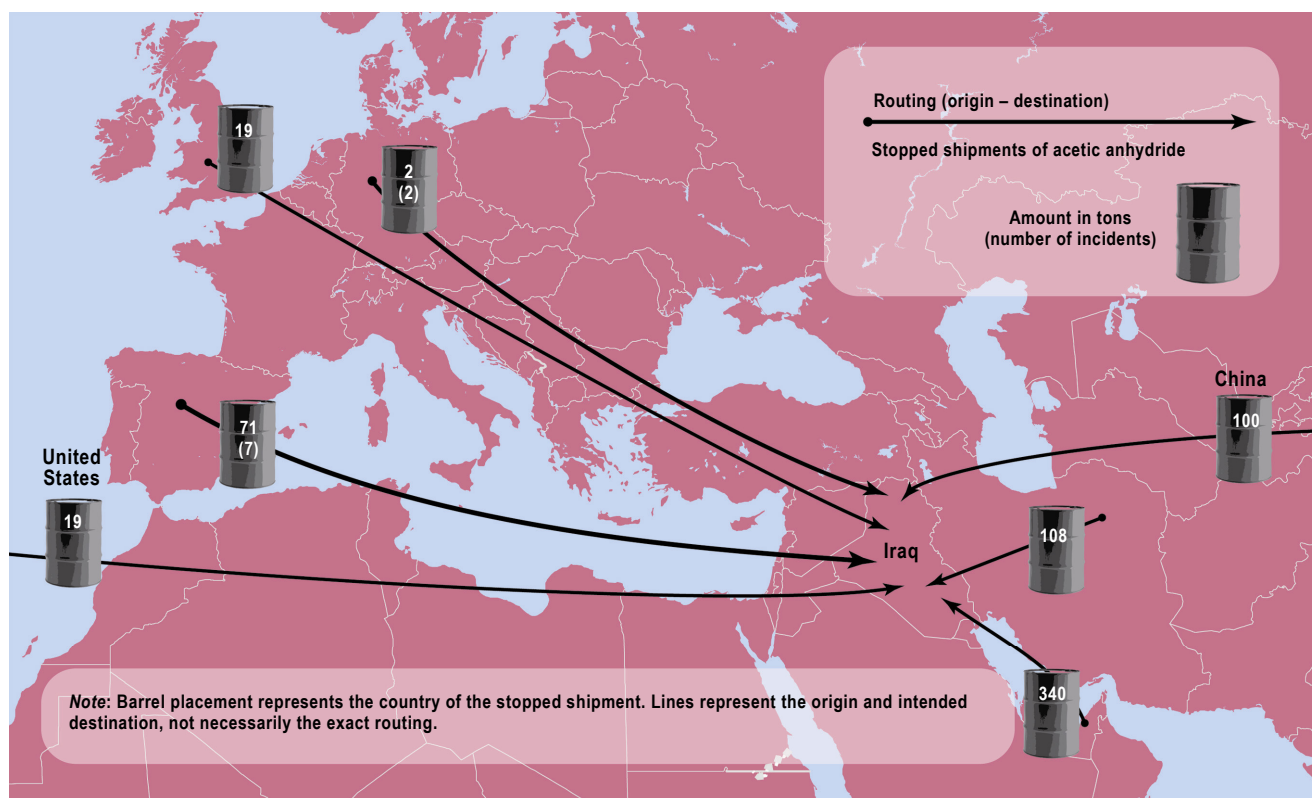 Routing (origin – destination)
Stopped shipments of acetic anhydride
Amount in tons
(number of incidents)
19
2
(2)
71
(7)
United
States
19
China
100
108
Iraq
340
Note: Barrel placement represents the country of the stopped shipment. Lines represent the origin and intended
destination, not necessarily the exact routing.